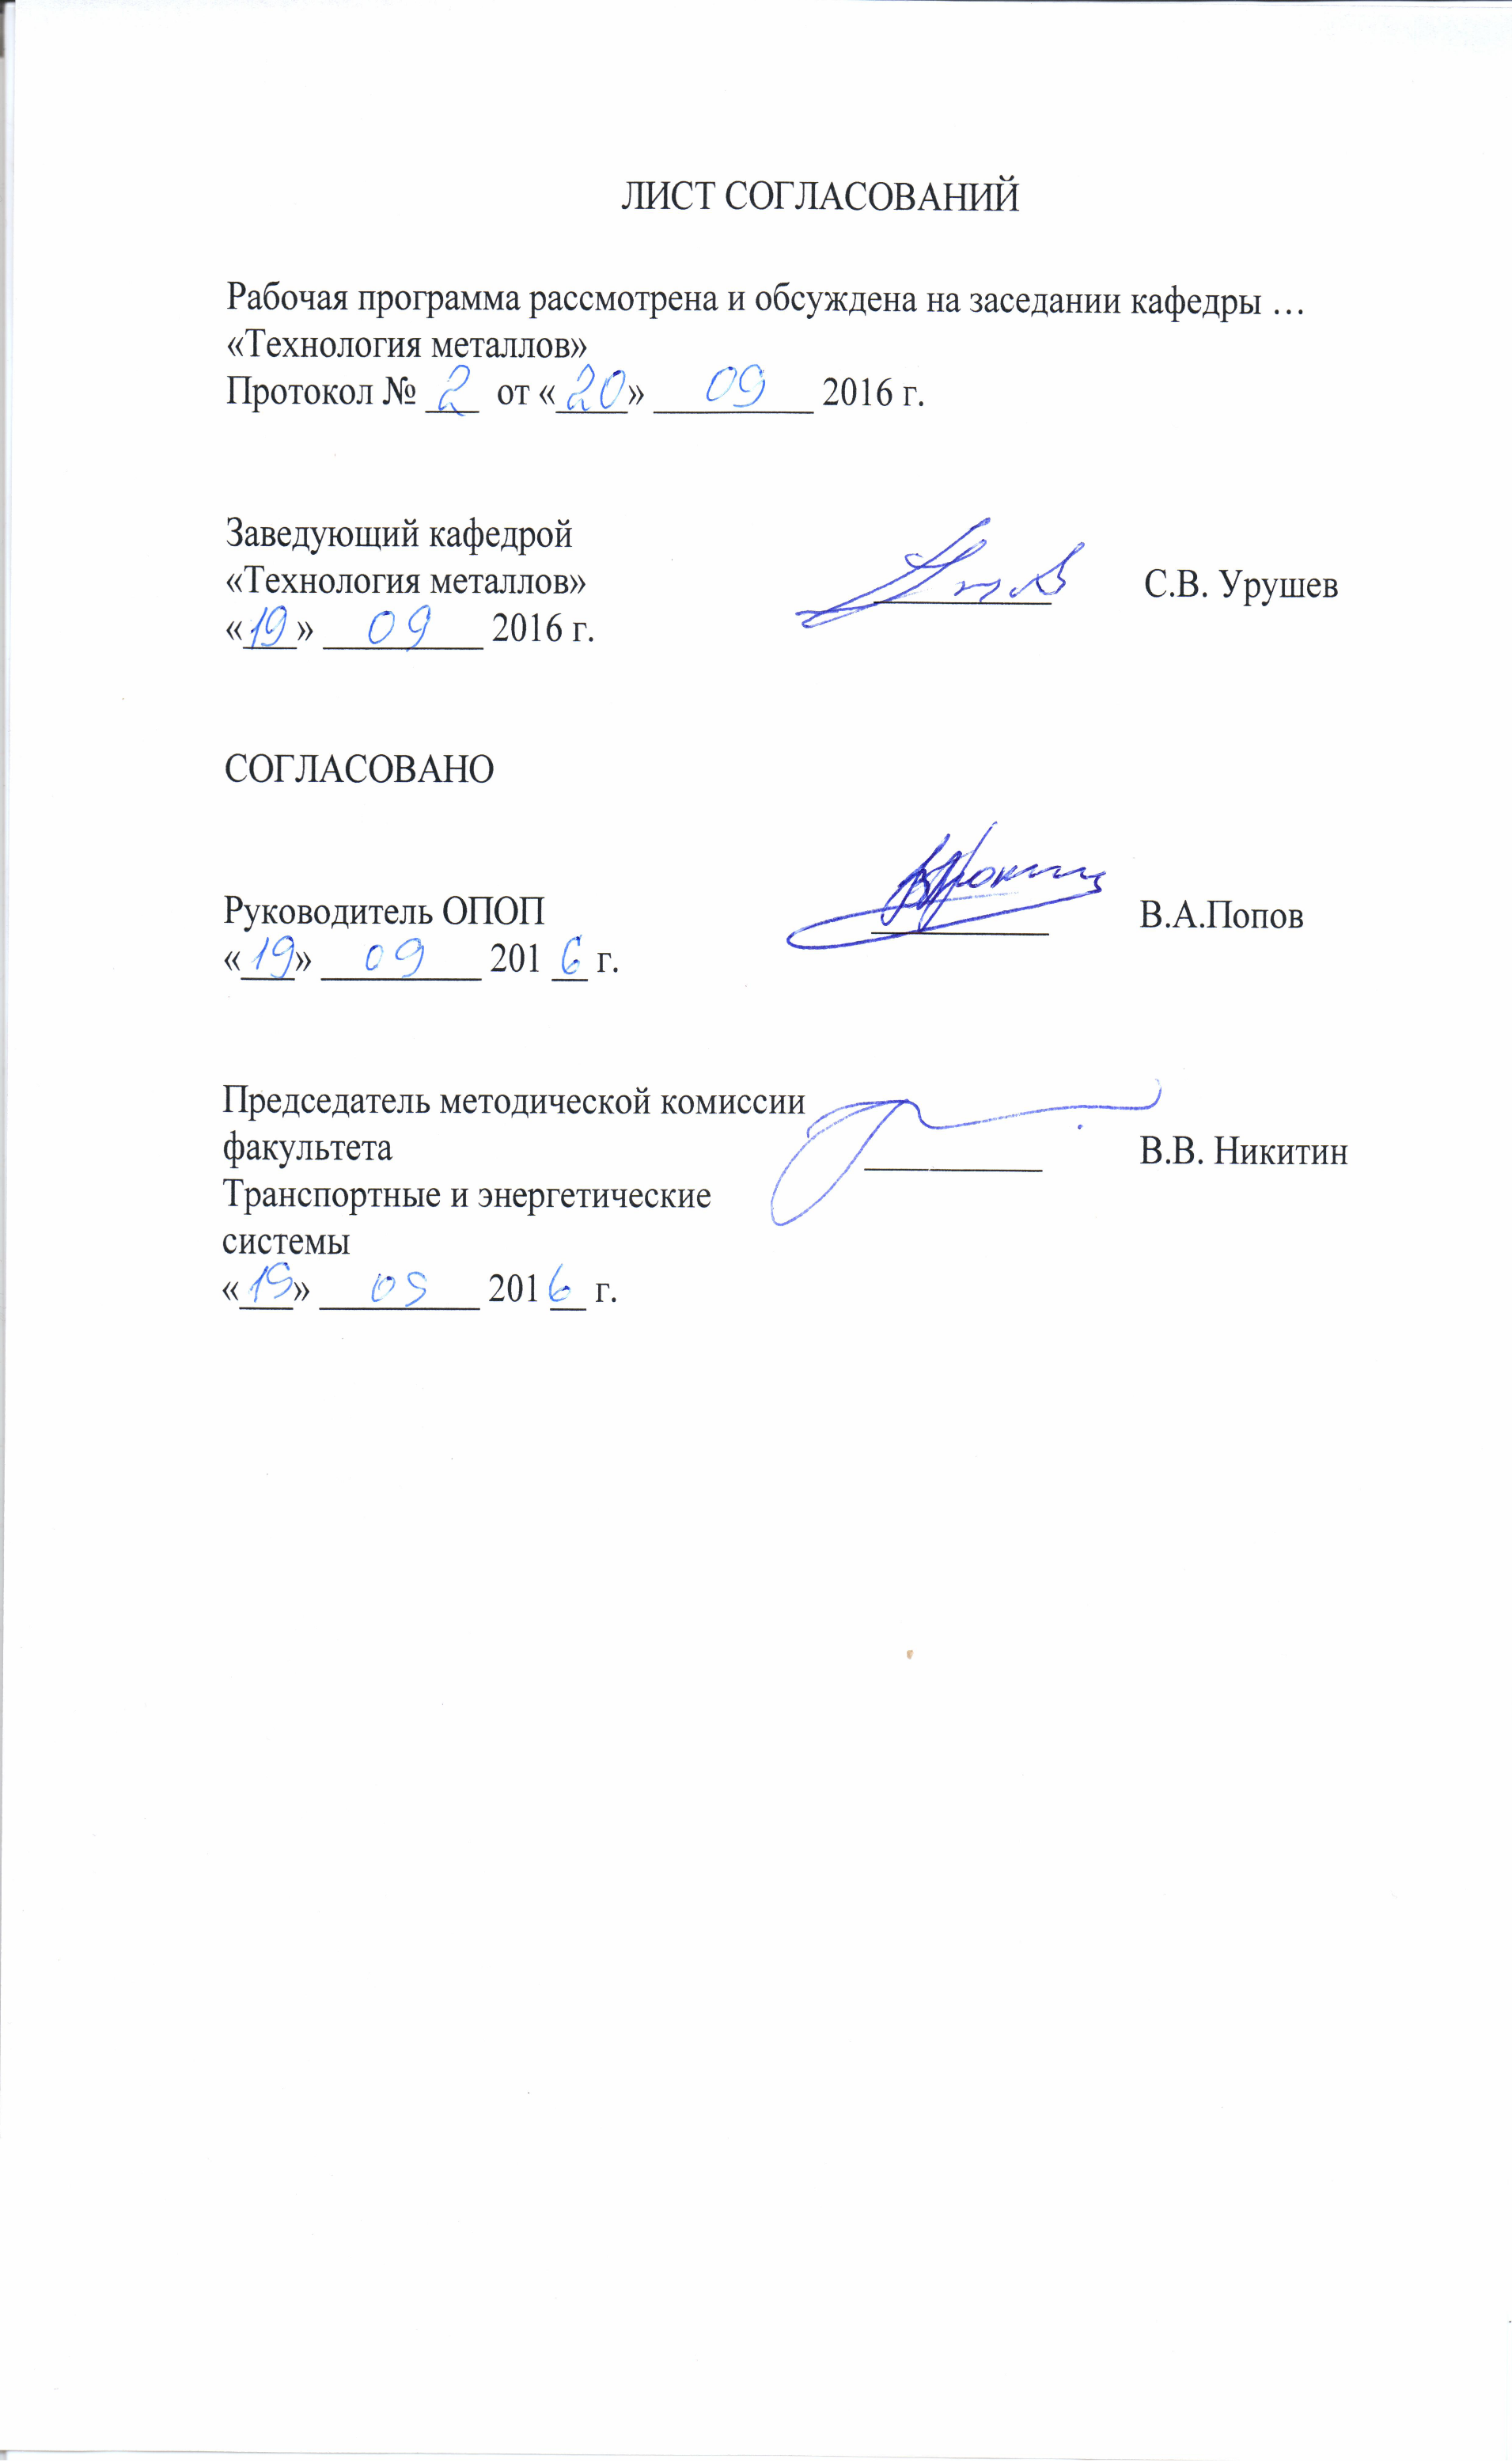 ЛИСТ СОГЛАСОВАНИЙ
Рабочая программа рассмотрена и обсуждена на заседании кафедры …
«Технология металлов»
Протокол № 2 от «20» 09 2016 г.
Заведующий кафедрой
«Технология металлов» С.В. Урушев
«19» 09 2016 г.
СОГЛАСОВАНО
Руководитель ОПОП В.А.Попов
«19» 09 2016 г.
Председатель методической комиссии
факультета В.В. Никитин
Транспортные и энергетические
системы
«19» 09 2016 г.